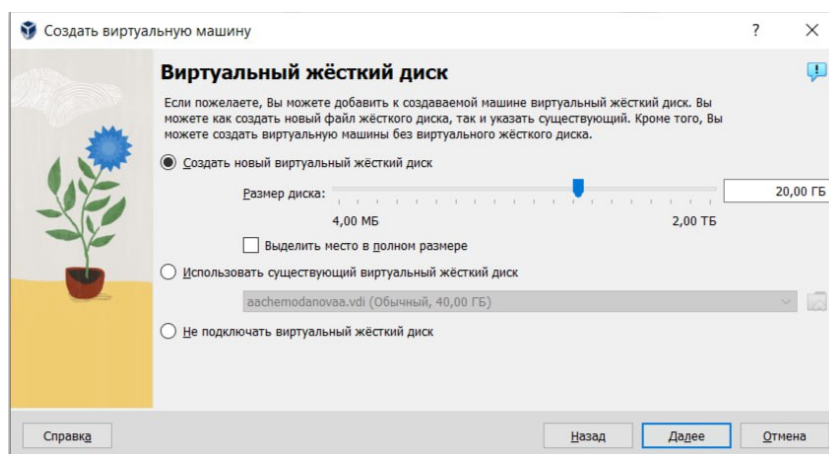 Создать виртуальную машину
?
Виртуальный жёсткий диск
Если пожелаете, Вы можете добавить к создаваемой машине виртуальный жёсткий диск. Вы
можете как создать новый файл жёсткого диска, так и указать существующий. Кроме того, Вы
можете создать виртуальную машины без виртуального жёсткого диска.
Создать новый виртуальный жёсткий диск
Размер диска:
20,00 ГБ
4,00 МБ
2,00 ТБ
Выделить место в полном размере
Использовать существующий виртуальный жёсткий диск
aachemodanovaa.vdi (Обычный, 40,00 ГБ)
Не подключать виртуальный жёсткий диск
Справка
Назад
Далее
Отмена